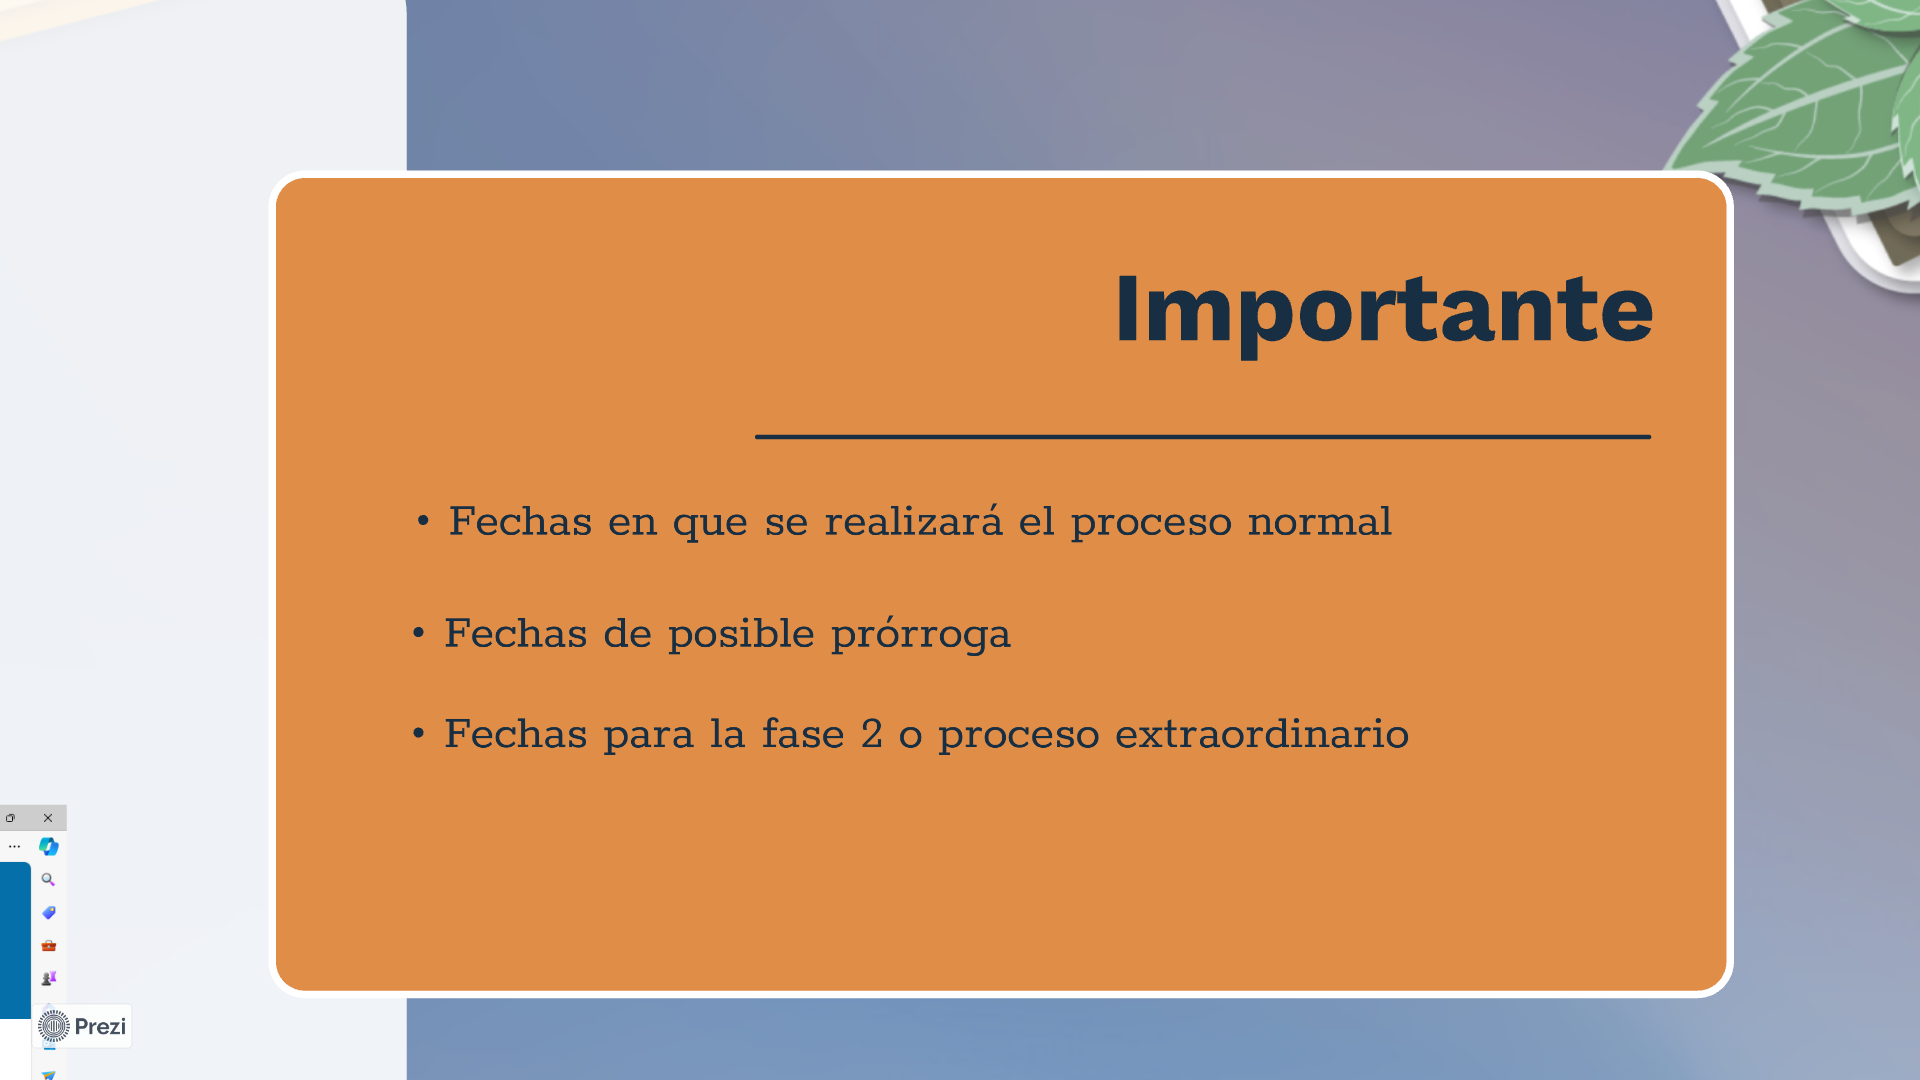 Importante
• Fechas en que se realizará el proceso normal
• Fechas de posible prórroga
• Fechas para la fase 2 o proceso extraordinario
Prezi